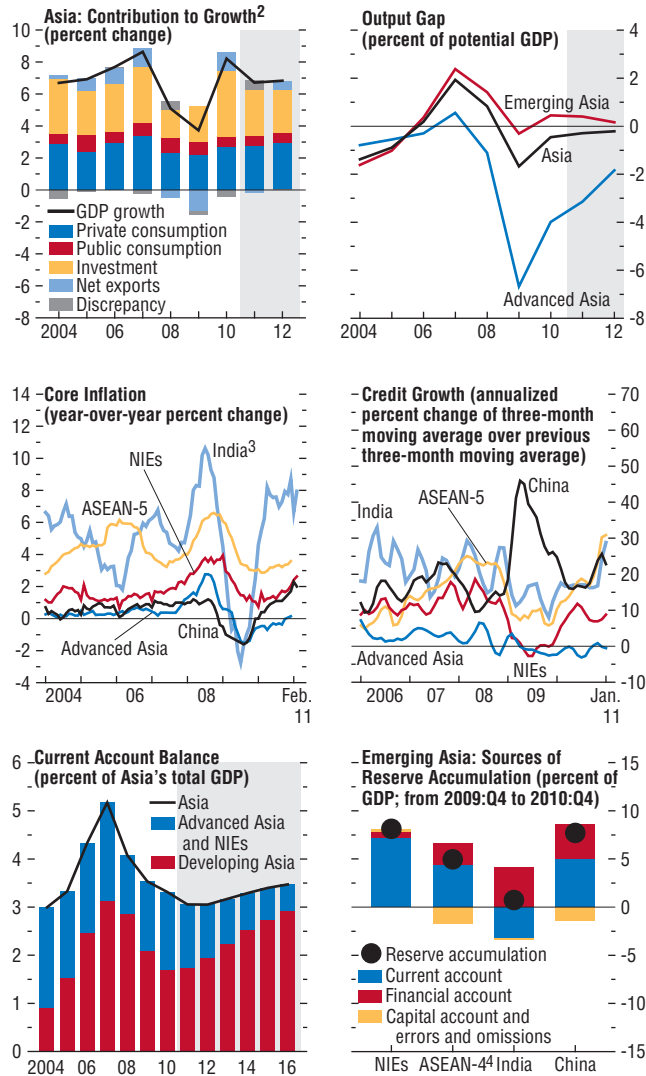 Asia: Contribution to Growth2
(percent change)
10
8
6
4
2
0
-2
-4
-6
-8
GDP growth
Private consumption
Public consumption
Investment
Net exports
Discrepancy
2004 06 07 08 10 12
Output Gap
(percent of potential GDP)
4
2
0
-2
-4
-6
-8
Emerging Asia
Asia
Advanced Asia
2004 06 07 08 10 12
Core Inflation
(year-over-year percent change)
14
12
10
8
6
4
2
0
-2
-4
India3
NIEs
ASEAN-5
China
Advanced Asia
2004 06 08 Feb.
11
Credit Growth (annualized
percent change of three-month
moving average over previous
three-month moving average)
70
60
50
40
30
20
10
0
-10
China
ASEAN-5
India
Advanced Asia
NIEs
2006 07 08 09 Jan.
11
Current Account Balance
(percent of Asia's total GDP)
6
5
4
3
2
1
0
Asia
Advanced Asia
and NIEs
Developing Asia
2004 06 08 10 12 14 16
Emerging Asia: Sources of
Reserve Accumulation (percent of
GDP; from 2009:Q4 to 2010:Q4)
15
10
5
0
-5
-10
-15
Reserve accumulation
Current account
Financial account
Capital account and
errors and omissions
NIEs ASEAN-44 India China